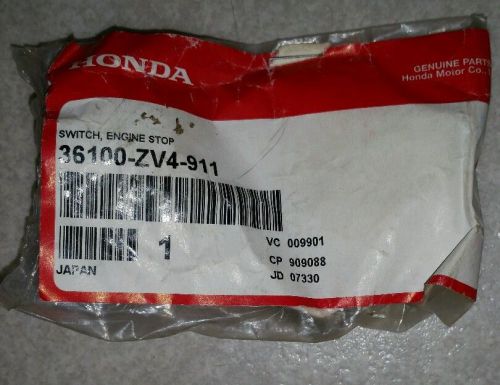 HONDA
GENUINE PARTS
Honda Motor Co.,
SWITCH, ENGINE STOP
36100-ZV4-911
1
VC 009901
CP 909088
JD 07330
JAPAN